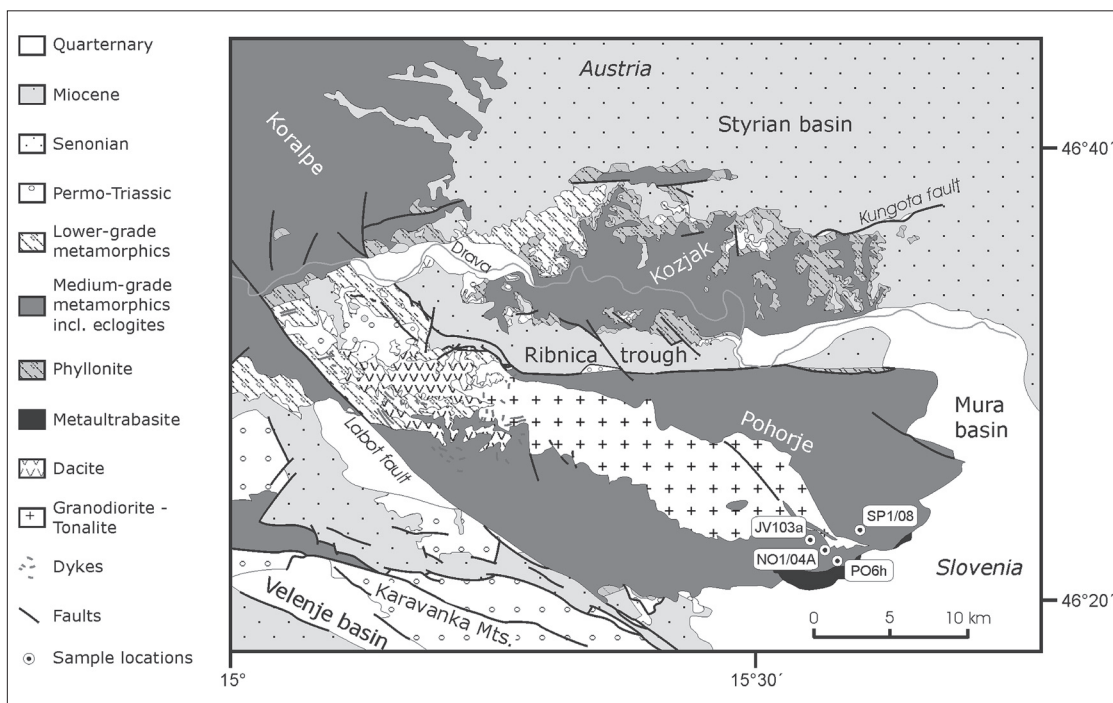 Quarternary
Miocene
Senonian
Permo-Triassic
Lower-grade
metamorphics
Medium-grade
metamorphics
incl. eclogites
Phyllonite
Metaultrabasite
Dacite
Granodiorite -
Tonalite
Dykes
Faults
Sample locations
Austria
Styrian basin
Koralpe
46°40´
Kungota fault
Drava
Kozjak
Ribnica trough
Mura
basin
Pohorje
Labot fault
SP1/08
JV103a
NO1/04A
PO6h
Slovenia
46°20´
Velenje basin
Karavanka Mts.
0 5 10 km
15°
15°30´